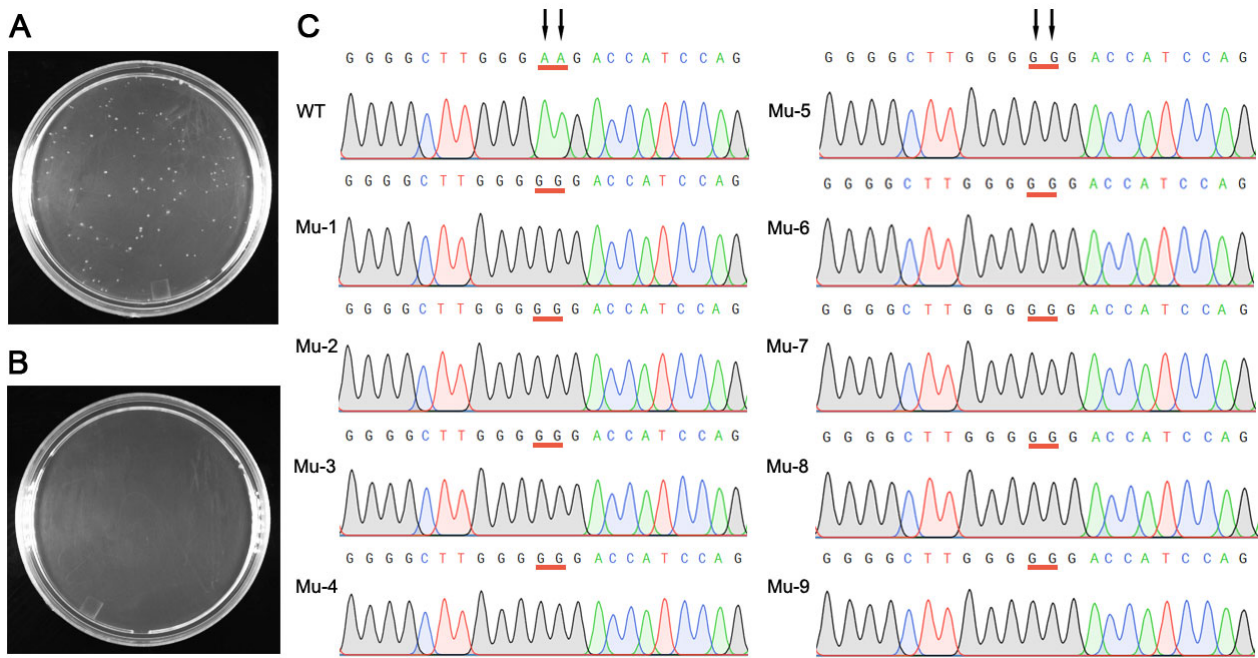 A
B
C
G G G G C T T G G G A A G A C C A T C C A G
WT
G G G G C T T G G G G G G A C C A T C C A G
Mu-1
G G G G C T T G G G G G G A C C A T C C A G
Mu-2
G G G G C T T G G G G G G A C C A T C C A G
Mu-3
G G G G C T T G G G G G G A C C A T C C A G
Mu-4
G G G G C T T G G G G G G A C C A T C C A G
Mu-5
G G G G C T T G G G G G G A C C A T C C A G
Mu-6
G G G G C T T G G G G G G A C C A T C C A G
Mu-7
G G G G C T T G G G G G G A C C A T C C A G
Mu-8
G G G G C T T G G G G G G A C C A T C C A G
Mu-9